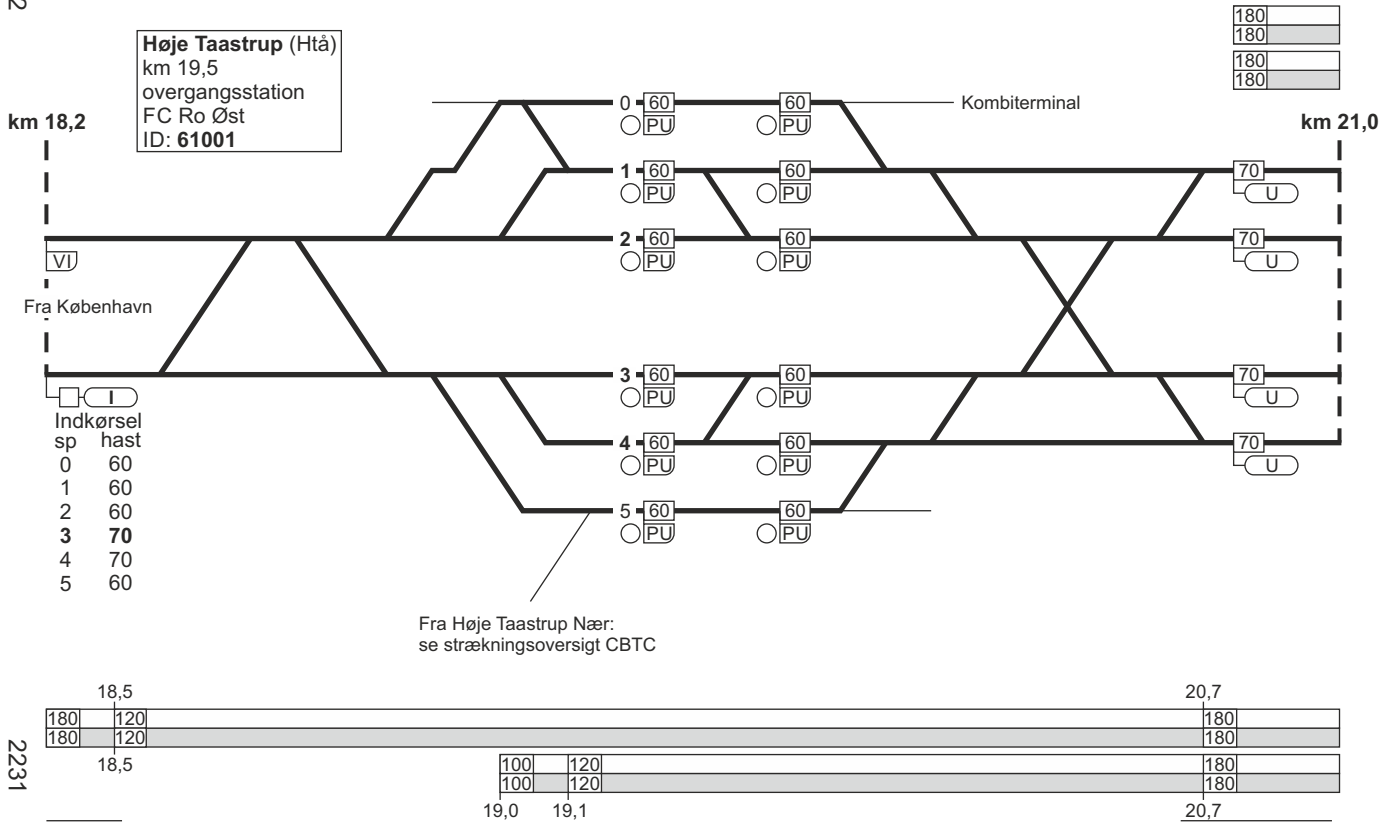 2
180
180
180
180
Høje Taastrup (Htå)
km 19,5
overgangsstation
FC Ro Øst
ID: 61001
km 18,2
km 21,0
0 60 60 Kombiterminal
PU PU
1 60 60 70
PU PU U
2 60 60 70
VI PU PU U
Fra København
3 60 60 70
PU PU U
I
Indkørsel
sp hast
0 60
1 60
2 60
3 70
4 70
5 60
4 60 60 70
PU PU U
5 60 60
PU PU
Fra Høje Taastrup Nær:
se strækningsoversigt CBTC
18,5 20,7
180 120 180
180 120 180
18,5
100 120 180
100 120 180
19,0 19,1 20,7
2231